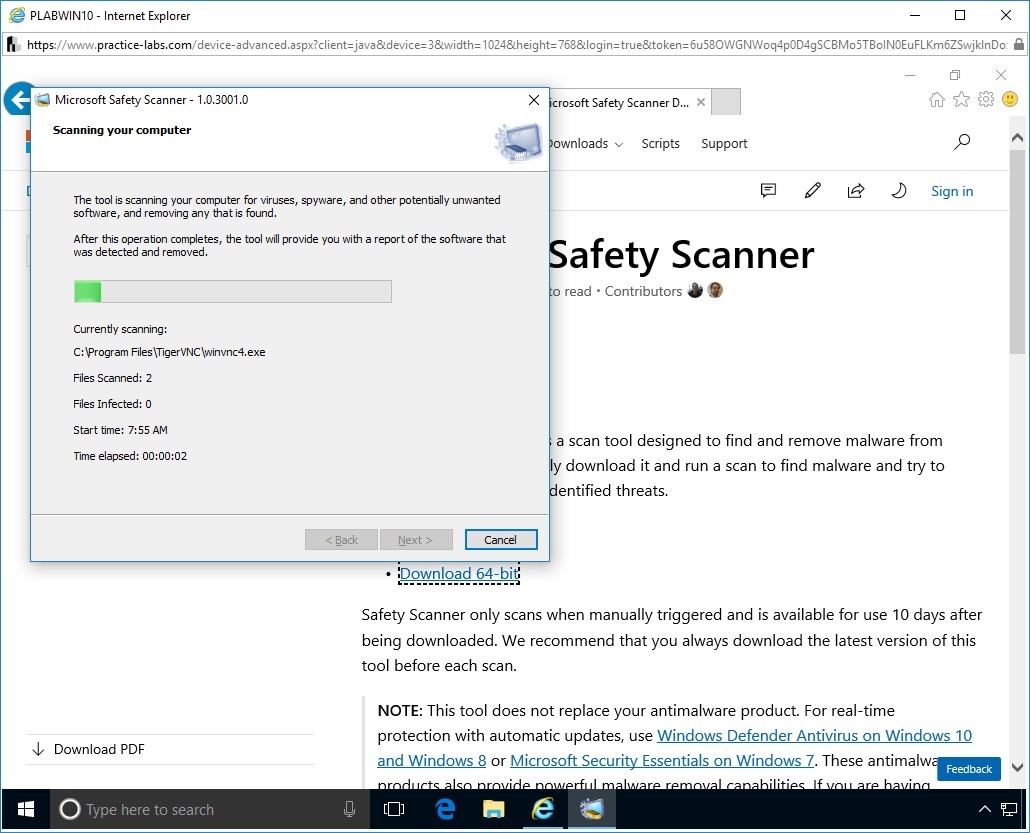 PLABWIN10 - Internet Explorer
https://www.practice-labs.com/device-advanced.aspx?client=java&device=3&width=1024&height=768&login=true&token=6u58OWGNWoq4p0D4gSCBMo5TBoIN0EuFLKm6ZSwjkInDo
Microsoft Safety Scanner - 1.0.3001.0
icrosoft Safety Scanner D...
Scanning your computer
ownloads
Scripts
Support
The tool is scanning your computer for viruses, spyware, and other potentially unwanted
software, and removing any that is found.
After this operation completes, the tool will provide you with a report of the software that
was detected and removed.
Currently scanning:
C:\Program Files\TigerVNC\winvnc4.exe
Files Scanned: 2
Files Infected: 0
Start time: 7:55 AM
Time elapsed: 00:00:02
< Back
Next >
Cancel
Sign in
Safety Scanner
to read • Contributors
s a scan tool designed to find and remove malware from
ly download it and run a scan to find malware and try to
dentified threats.
• Download 64-bit
Safety Scanner only scans when manually triggered and is available for use 10 days after
being downloaded. We recommend that you always download the latest version of this
tool before each scan.
NOTE: This tool does not replace your antimalware product. For real-time
protection with automatic updates, use Windows Defender Antivirus on Windows 10
and Windows 8 or Microsoft Security Essentials on Windows 7. These antimalwa
products also provide powerful malware removal capabilities. If you are having
Download PDF
Feedback
Type here to search